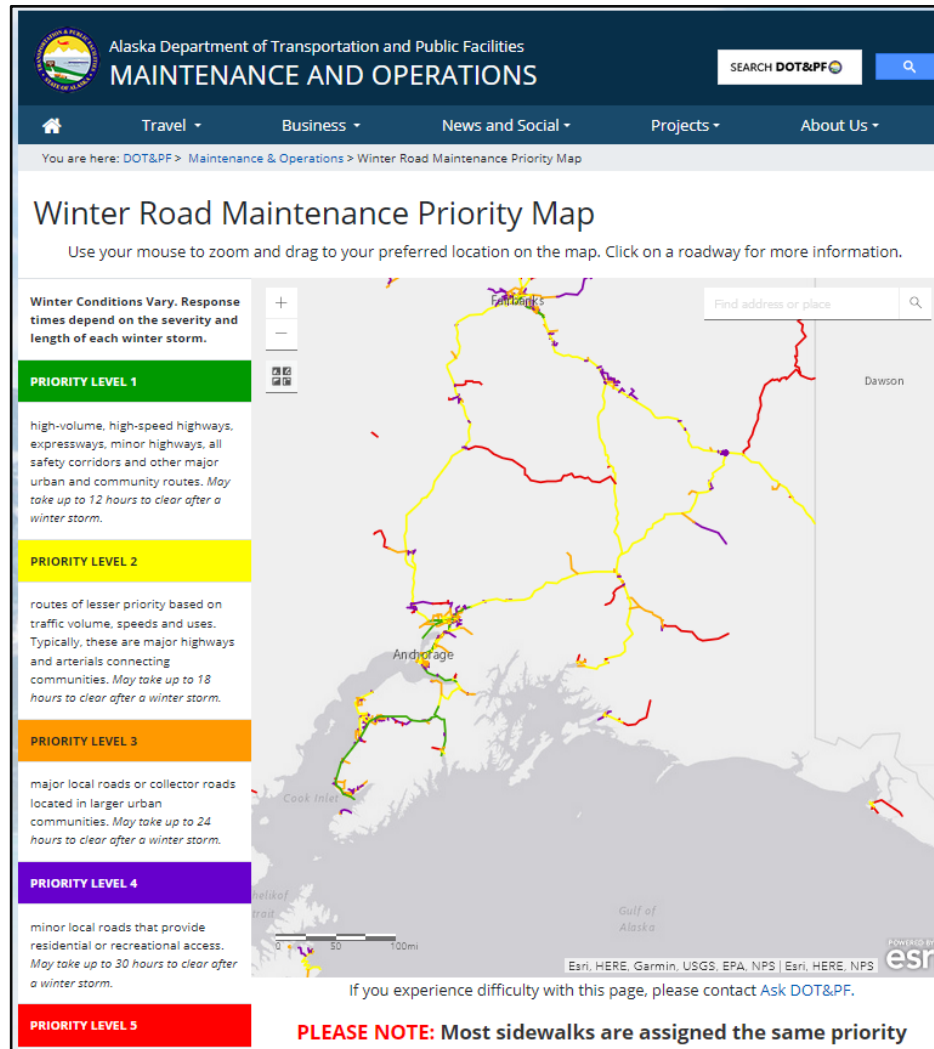 Alaska Department of Transportation and Public Facilities
MAINTENANCE AND OPERATIONS
SEARCH DOT&PF
Travel
Business
News and Social
Projects
About Us
You are here: DOT&PF > Maintenance & Operations > Winter Road Maintenance Priority Map
Winter Road Maintenance Priority Map
Use your mouse to zoom and drag to your preferred location on the map. Click on a roadway for more information.
Winter Conditions Vary. Response
times depend on the severity and
length of each winter storm.
PRIORITY LEVEL 1
high-volume, high-speed highways,
expressways, minor highways, all
safety corridors and other major
urban and community routes. May
take up to 12 hours to clear after a
winter storm.
PRIORITY LEVEL 2
routes of lesser priority based on
traffic volume, speeds and uses.
Typically, these are major highways
and arterials connecting
communities. May take up to 18
hours to clear after a winter storm.
PRIORITY LEVEL 3
major local roads or collector roads
located in larger urban
communities. May take up to 24
hours to clear after a winter storm.
PRIORITY LEVEL 4
minor local roads that provide
residential or recreational access.
May take up to 30 hours to clear after
a winter storm.
PRIORITY LEVEL 5
+
−
Find address or place
Fairbanks
Dawson
Anchorage
Cook Inlet
helikof
trait
Gulf of
Alaska
0 50 100mi
POWERED BY
esri
Esri, HERE, Garmin, USGS, EPA, NPS | Esri, HERE, NPS
If you experience difficulty with this page, please contact Ask DOT&PF.
PLEASE NOTE: Most sidewalks are assigned the same priority